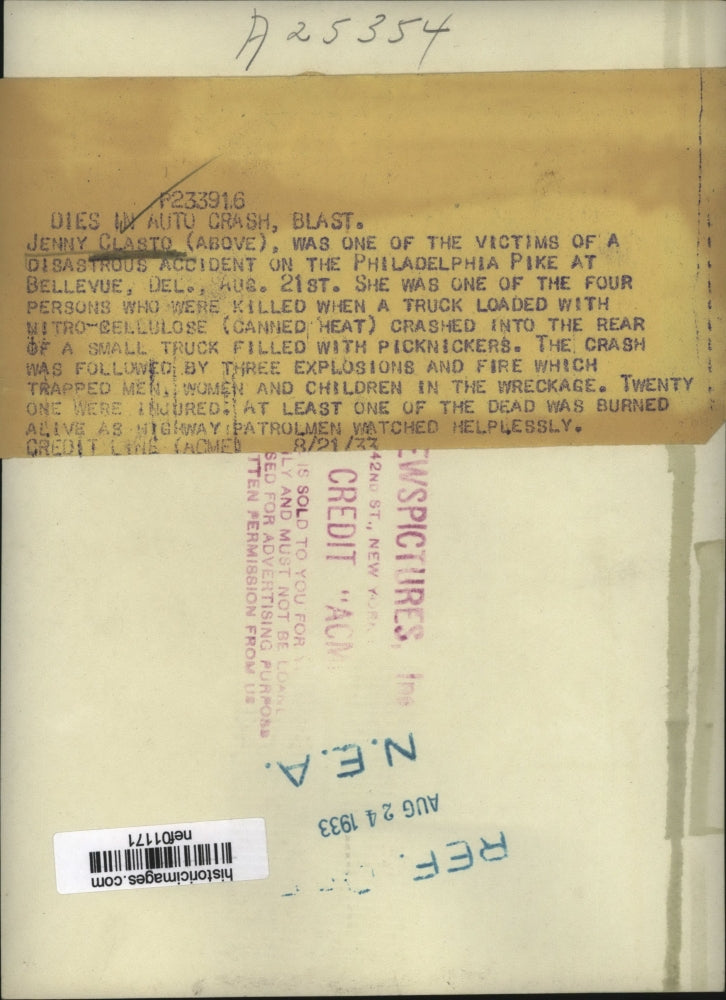 A 25354
P233916
DIES IN AUTO CRASH, BLAST.
JENNY CLASTO (ABOVE), WAS ONE OF THE VICTIMS OF A
DISASTROUS ACCIDENT ON THE PHILADELPHIA PIKE AT
BELLEVUE, DEL., AUG. 21ST. SHE WAS ONE OF THE FOUR
PERSONS WHO WERE KILLED WHEN A TRUCK LOADED WITH
NITRO-CELLULOSE (CANNED HEAT) CRASHED INTO THE REAR
OF A SMALL TRUCK FILLED WITH PICKNICKERS. THE CRASH
WAS FOLLOWED BY THREE EXPLOSIONS AND FIRE WHICH
TRAPPED MEN, WOMEN AND CHILDREN IN THE WRECKAGE. TWENTY
ONE WERE INJURED. AT LEAST ONE OF THE DEAD WAS BURNED
ALIVE AS HIGHWAY PATROLMEN WATCHED HELPLESSLY.
CREDIT LINE (ACME) 8/21/33
EWSPICTURES, Inc
42ND ST., NEW YORK
CREDIT "ACM
IS SOLD TO YOU FOR
LY AND MUST NOT BE LOANE
SED FOR ADVERTISING PURPOSE
TTEN PERMISSION FROM US
N.E.A.
AUG 24 1933
REF.
historicimages.com
nef01171